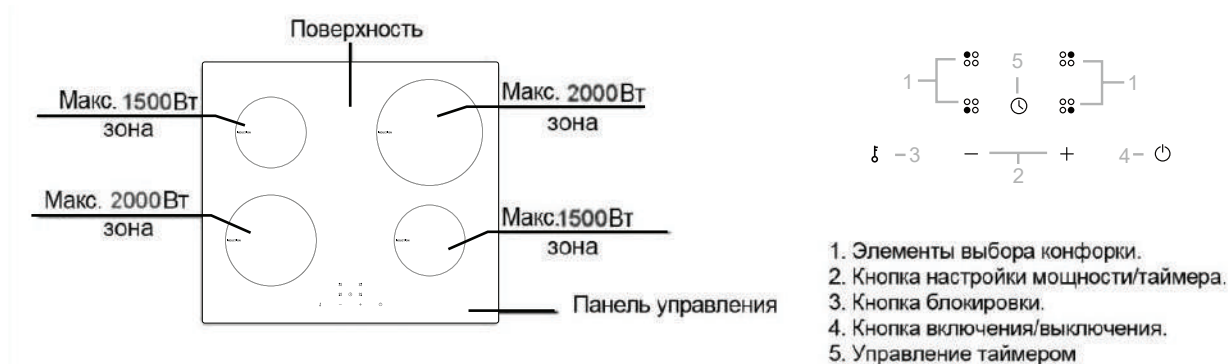 Поверхность
Макс. 1500Вт
зона
Макс. 2000Вт
зона
Макс. 2000Вт
зона
Макс.1500Вт
зона
Панель управления
1
5
1
3
2
4
1. Элементы выбора конфорки.
2. Кнопка настройки мощности/таймера.
3. Кнопка блокировки.
4. Кнопка включения/выключения.
5. Управление таймером